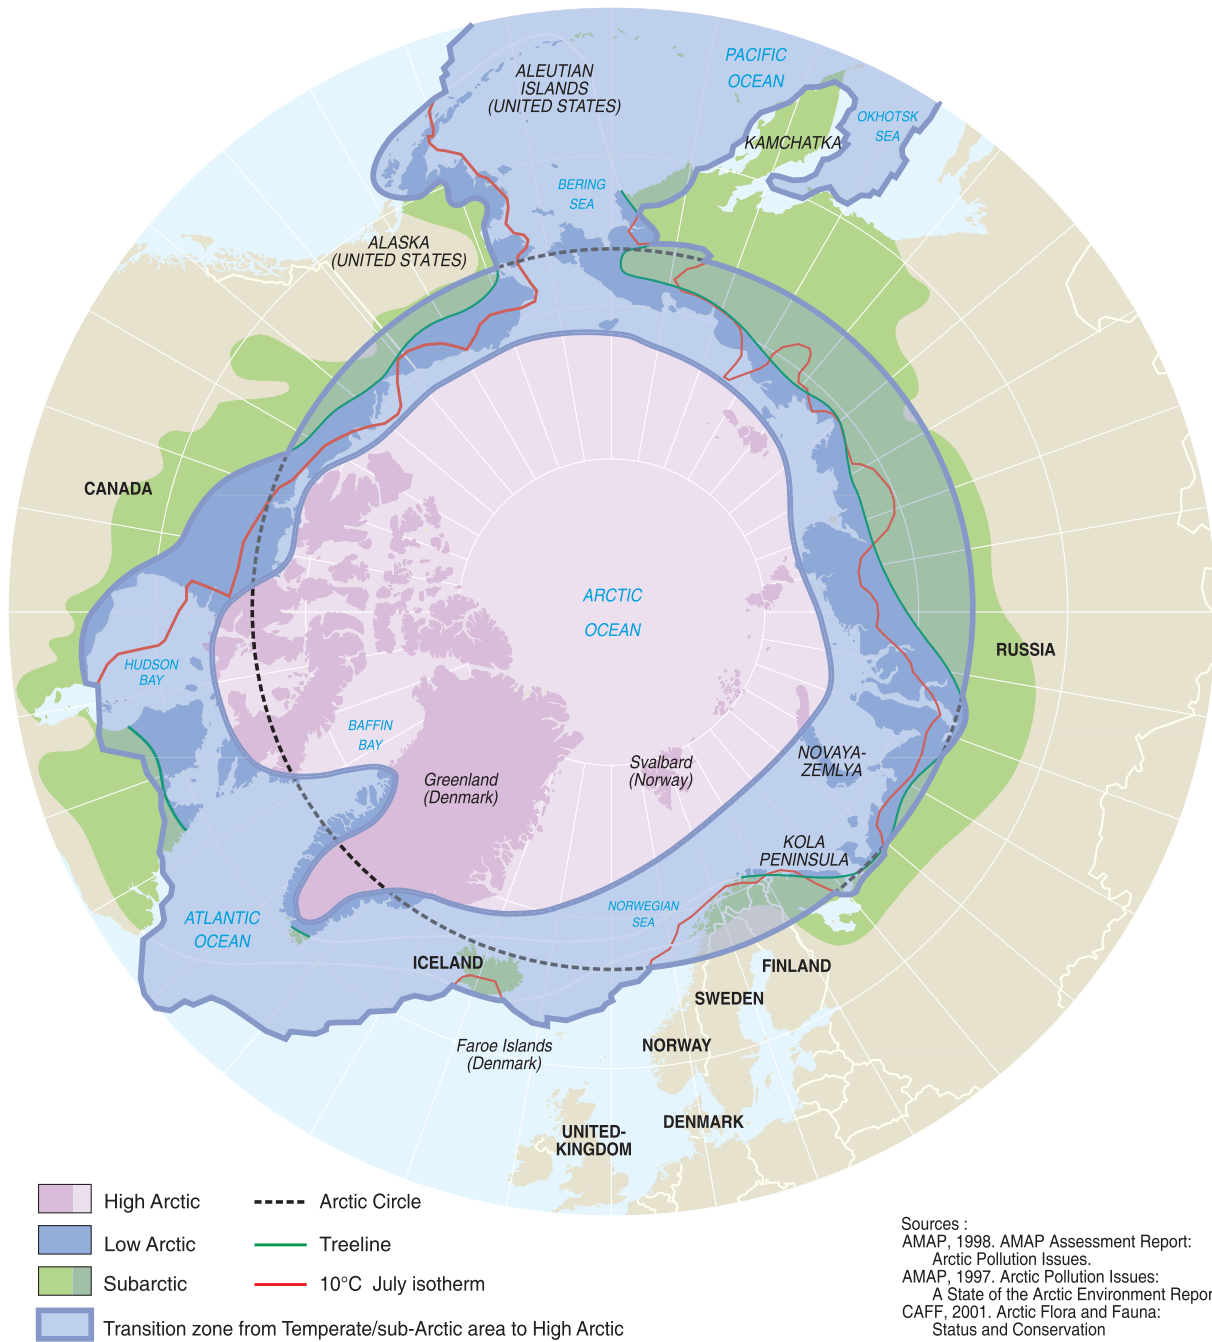 PACIFIC
OCEAN
ALEUTIAN
ISLANDS
(UNITED STATES)
OKHOTSK
SEA
KAMCHATKA
BERING
SEA
ALASKA
(UNITED STATES)
CANADA
ARCTIC
OCEAN
RUSSIA
HUDSON
BAY
BAFFIN
BAY
Greenland
(Denmark)
Svalbard
(Norway)
NOVAYA-
ZEMLYA
KOLA
PENINSULA
ATLANTIC
OCEAN
NORWEGIAN
SEA
ICELAND
FINLAND
SWEDEN
Faroe Islands
(Denmark)
NORWAY
DENMARK
UNITED-
KINGDOM
High Arctic
Low Arctic
Subarctic
Transition zone from Temperate/sub-Arctic area to High Arctic
Arctic Circle
Treeline
10°C July isotherm
Sources :
AMAP, 1998. AMAP Assessment Report:
Arctic Pollution Issues.
AMAP, 1997. Arctic Pollution Issues:
A State of the Arctic Environment Repor
CAFF, 2001. Arctic Flora and Fauna:
Status and Conservation